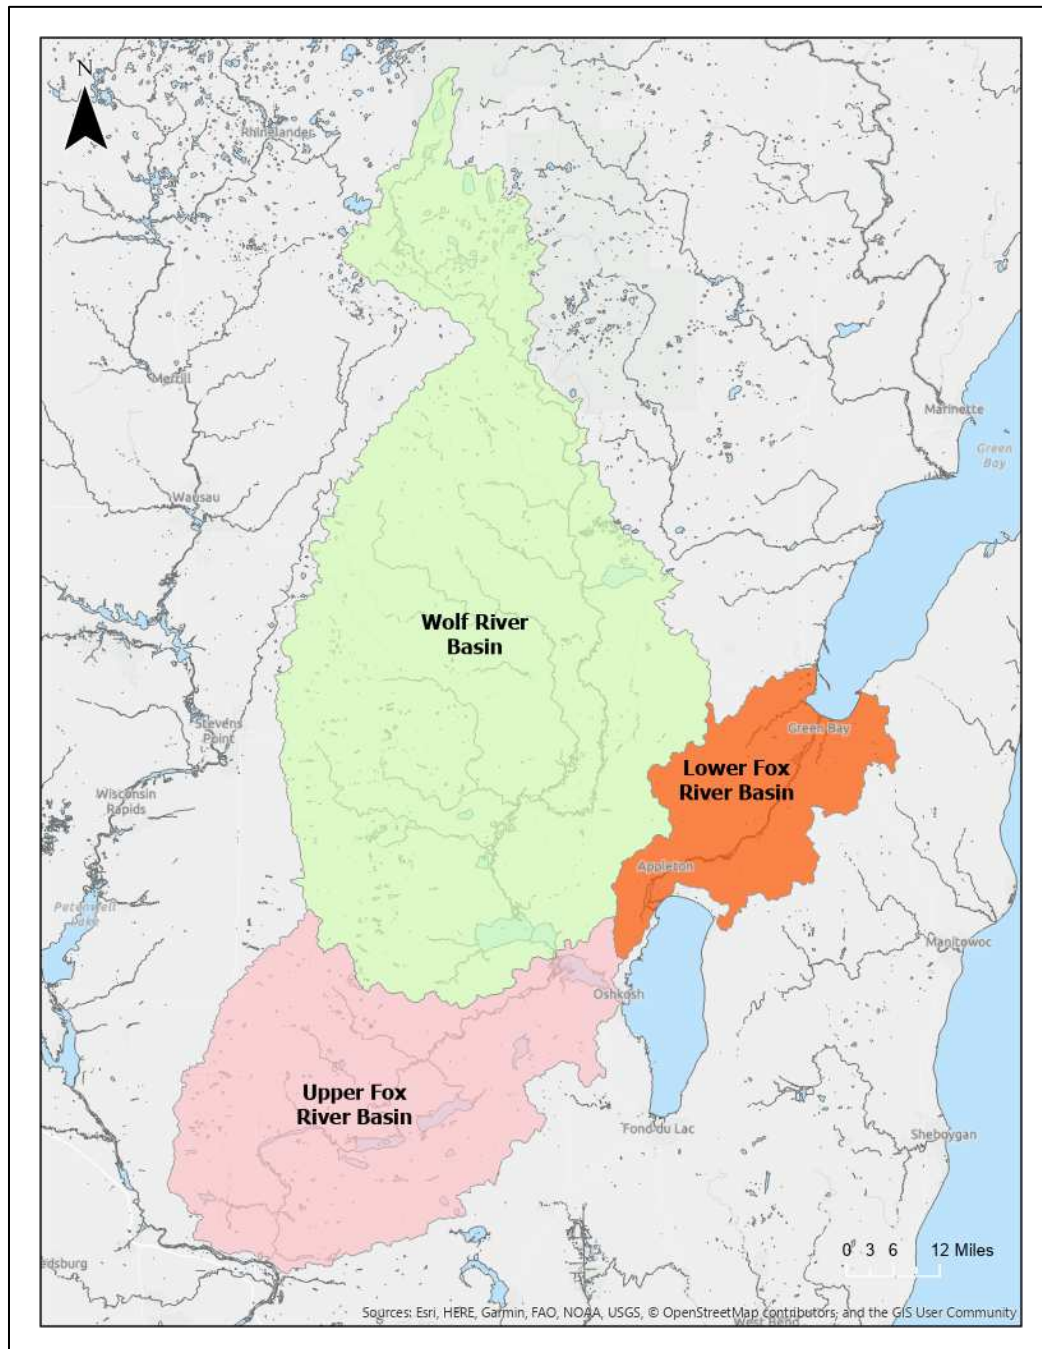 N
Rhinelander
Merrill
Marinette
Green
Bay
Wausau
Wolf River
Basin
Stevens
Point
Green Bay
Lower Fox
River Basin
Wisconsin
Rapids
Appleton
Petenwell
Lake
Manitowoc
Oshkosh
Upper Fox
River Basin
Fond du Lac
Sheboygan
0 3 6 12 Miles
edsburg
Sources: Esri, HERE, Garmin, FAO, NOAA, USGS, © OpenStreetMap contributors, and the GIS User Community
West Bend